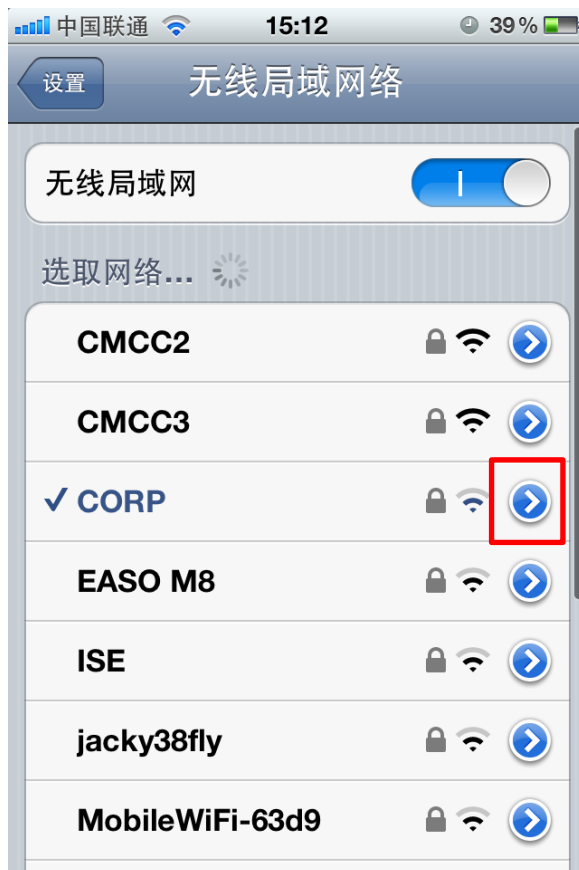 中国联通 15:12 39%
设置 无线局域网络
无线局域网
选取网络...
CMCC2
CMCC3
CORP
EASO M8
ISE
jacky38fly
MobileWiFi-63d9